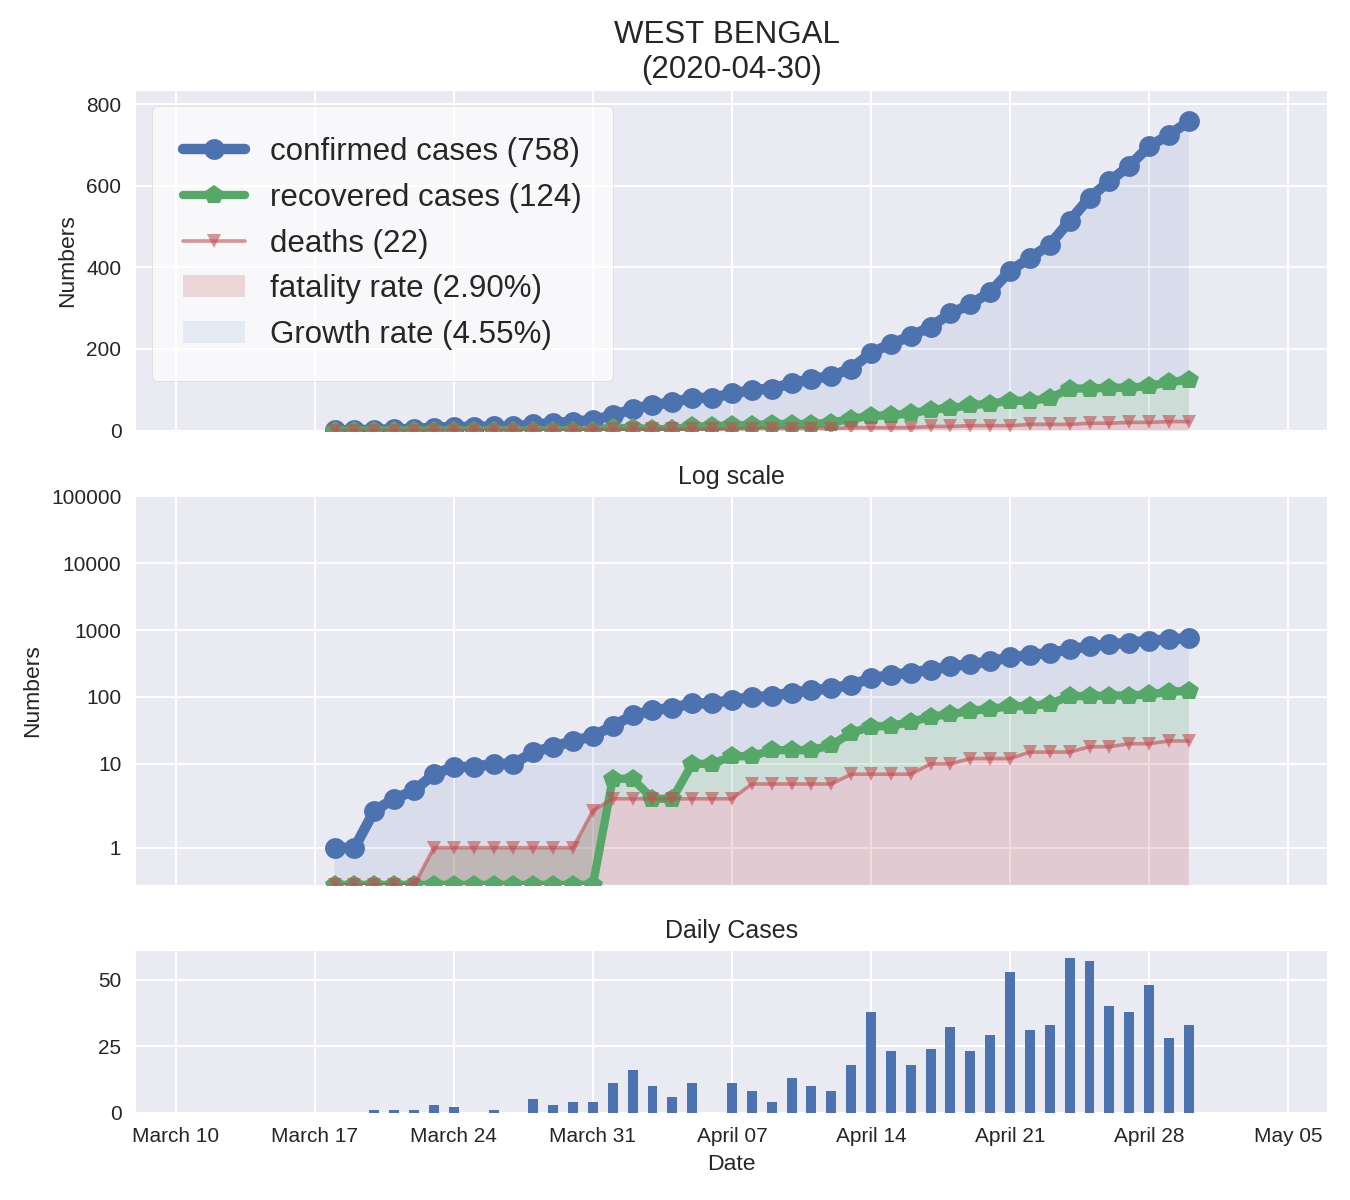 WEST BENGAL
(2020-04-30)
800
600
400
200
0
Numbers
confirmed cases (758)
recovered cases (124)
deaths (22)
fatality rate (2.90%)
Growth rate (4.55%)
Log scale
100000
10000
1000
100
10
1
Numbers
Daily Cases
50
25
0
March 10 March 17 March 24 March 31 April 07 April 14 April 21 April 28 May 05
Date